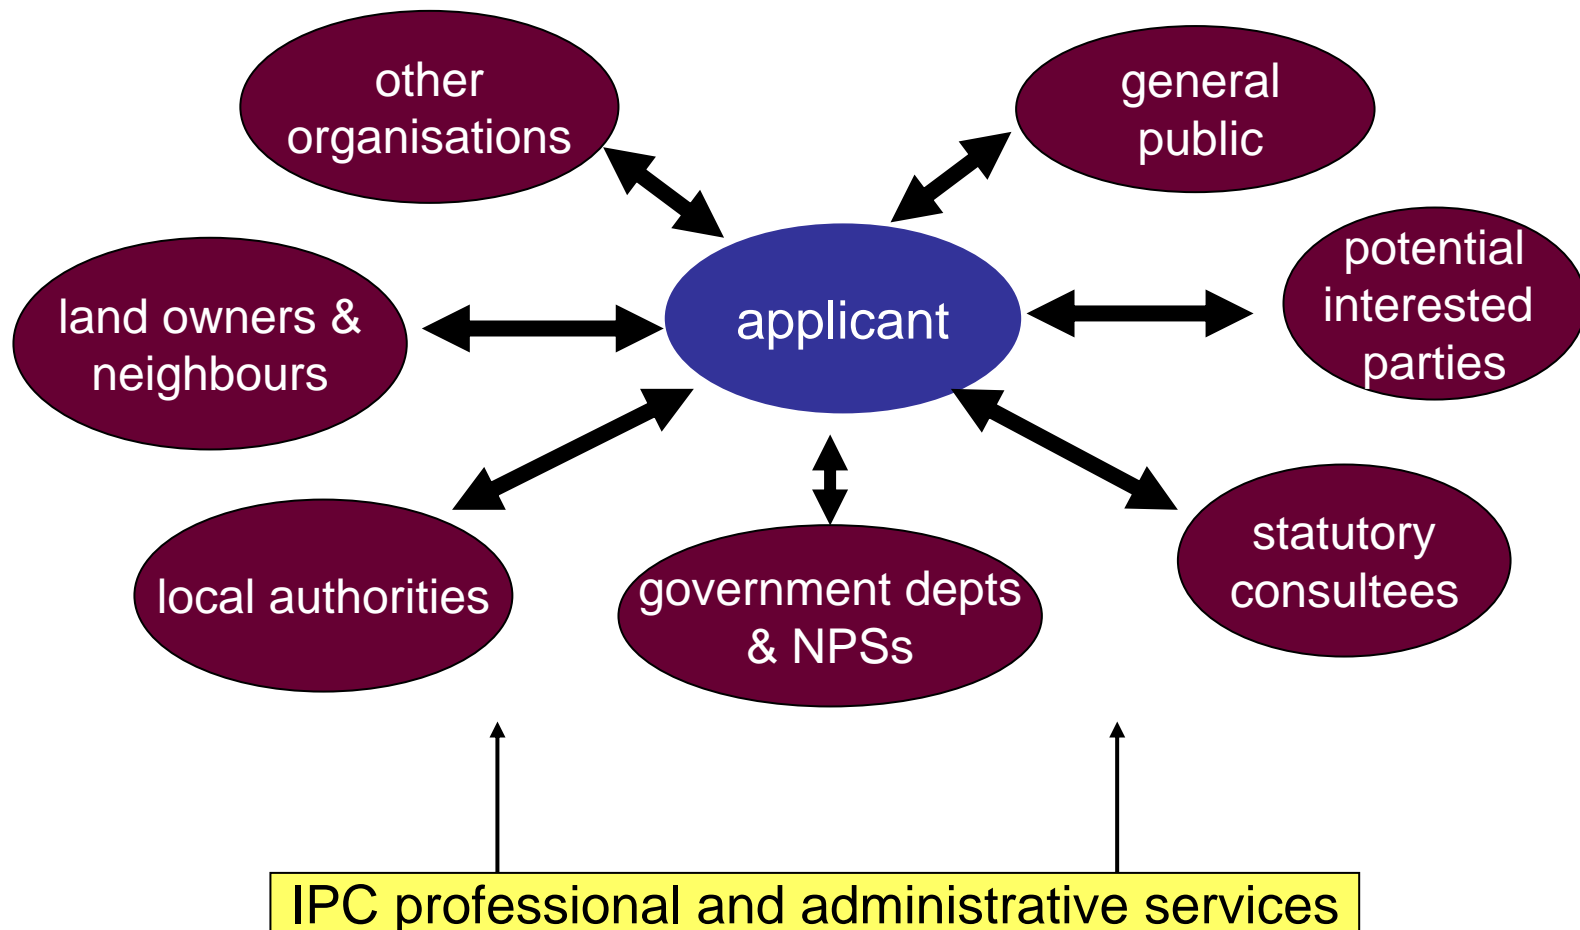 other
organisations
general
public
potential
interested
parties
land owners &
neighbours
applicant
statutory
consultees
local authorities
government depts
& NPSs
IPC professional and administrative services